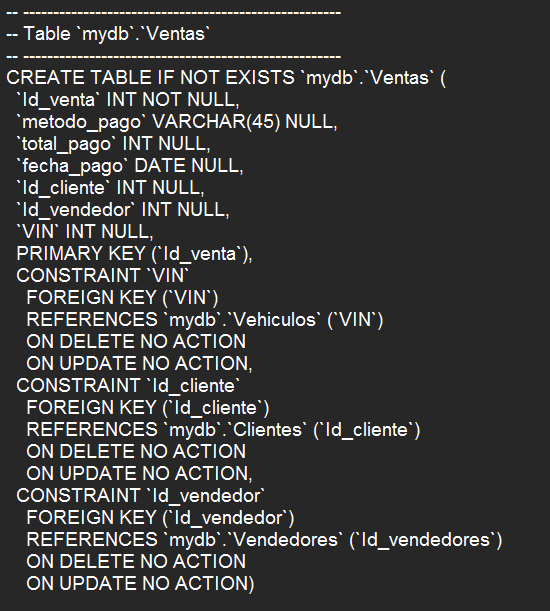 -- -----------------------------------------------------
-- Table `mydb`.`Ventas`
-- -----------------------------------------------------
CREATE TABLE IF NOT EXISTS `mydb`.`Ventas` (
  `Id_venta` INT NOT NULL,
  `metodo_pago` VARCHAR(45) NULL,
  `total_pago` INT NULL,
  `fecha_pago` DATE NULL,
  `Id_cliente` INT NULL,
  `Id_vendedor` INT NULL,
  `VIN` INT NULL,
  PRIMARY KEY (`Id_venta`),
  CONSTRAINT `VIN`
    FOREIGN KEY (`VIN`)
    REFERENCES `mydb`.`Vehiculos` (`VIN`)
    ON DELETE NO ACTION
    ON UPDATE NO ACTION,
  CONSTRAINT `Id_cliente`
    FOREIGN KEY (`Id_cliente`)
    REFERENCES `mydb`.`Clientes` (`Id_cliente`)
    ON DELETE NO ACTION
    ON UPDATE NO ACTION,
  CONSTRAINT `Id_vendedor`
    FOREIGN KEY (`Id_vendedor`)
    REFERENCES `mydb`.`Vendedores` (`Id_vendedores`)
    ON DELETE NO ACTION
    ON UPDATE NO ACTION)